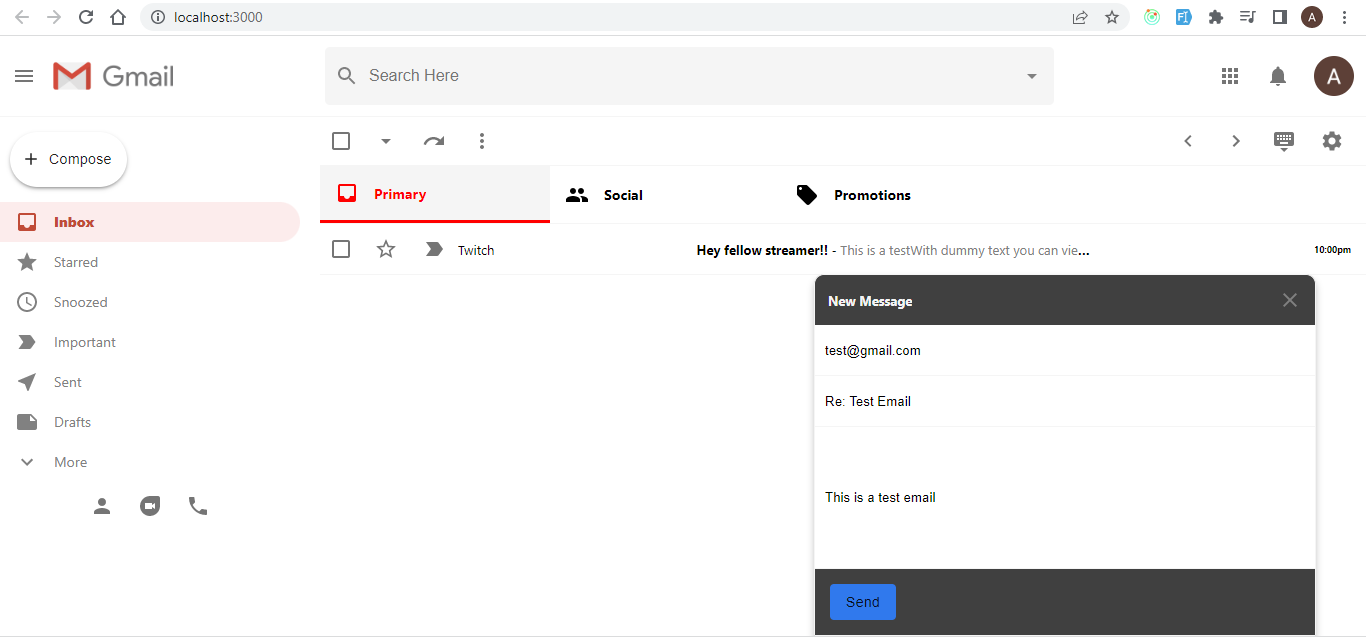 localhost:3000
A
Gmail
Search Here
A
Compose
Primary
Social
Promotions
Inbox
Twitch
Hey fellow streamer!! - This is a testWith dummy text you can vie...
10:00pm
Starred
Snoozed
Important
Sent
Drafts
More
New Message
test@gmail.com
Re: Test Email
This is a test email
Send